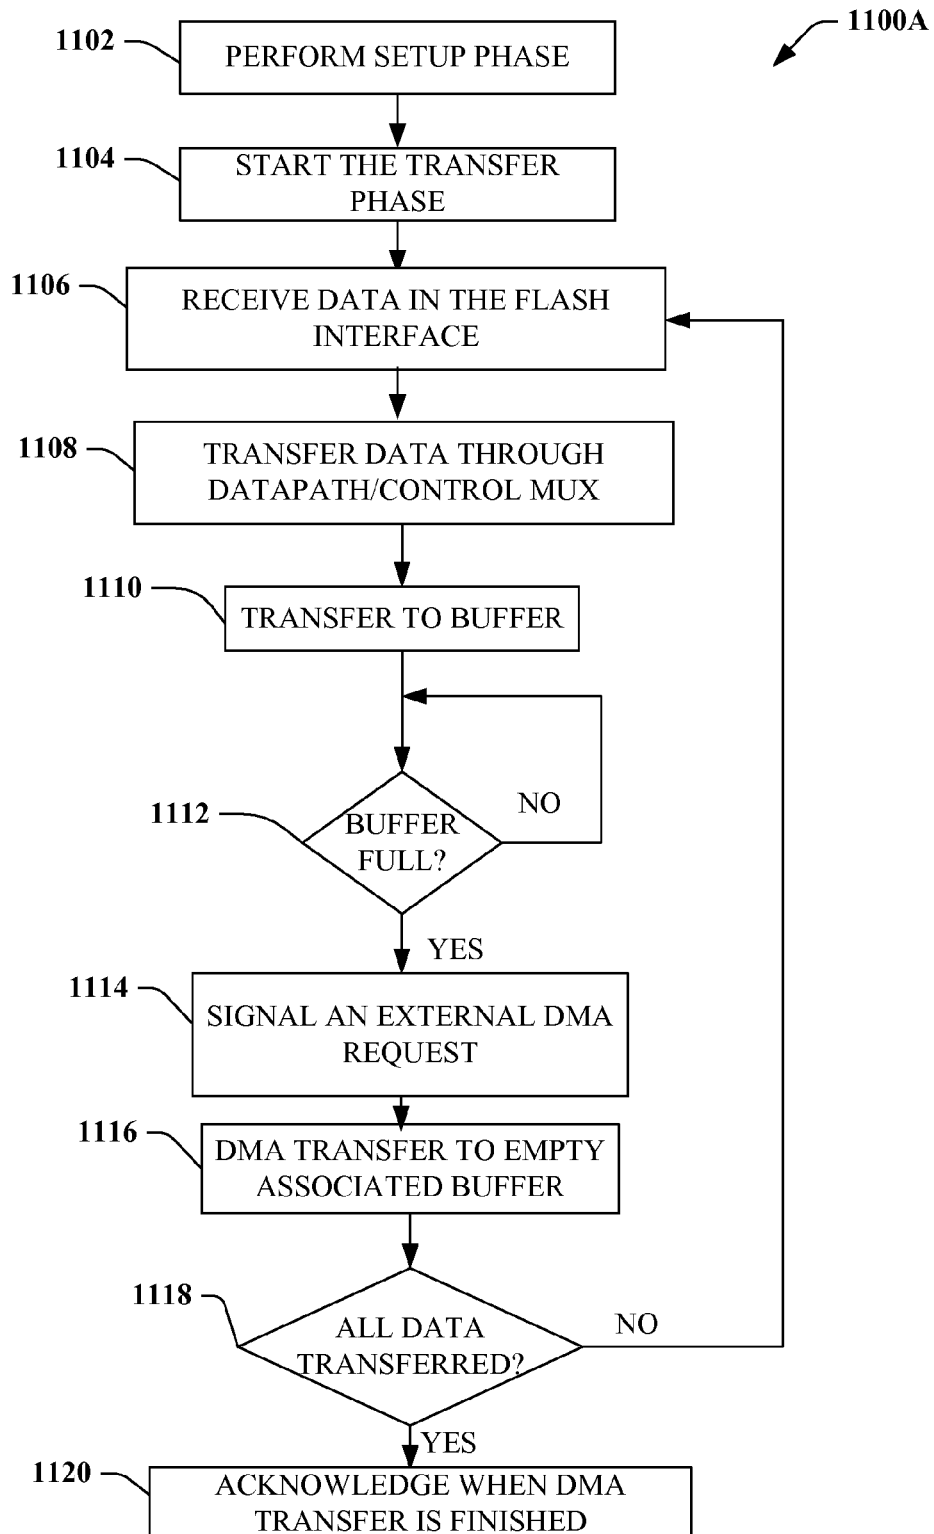 1100A
1102
PERFORM SETUP PHASE
1104
START THE TRANSFER
PHASE
1106
RECEIVE DATA IN THE FLASH
INTERFACE
1108
TRANSFER DATA THROUGH
DATAPATH/CONTROL MUX
1110
TRANSFER TO BUFFER
1112
BUFFER
FULL?
NO
YES
1114
SIGNAL AN EXTERNAL DMA
REQUEST
1116
DMA TRANSFER TO EMPTY
ASSOCIATED BUFFER
1118
ALL DATA
TRANSFERRED?
NO
YES
1120
ACKNOWLEDGE WHEN DMA
TRANSFER IS FINISHED